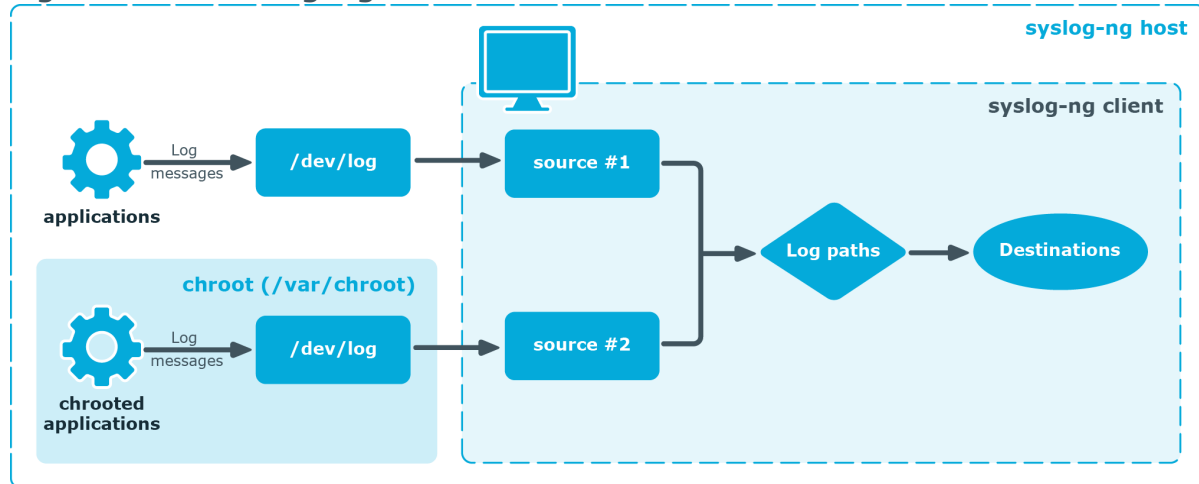 syslog-ng host
syslog-ng client
Log
messages
/dev/log
source #1
applications
Log paths
Destinations
chroot (/var/chroot)
Log
messages
/dev/log
source #2
chrooted
applications